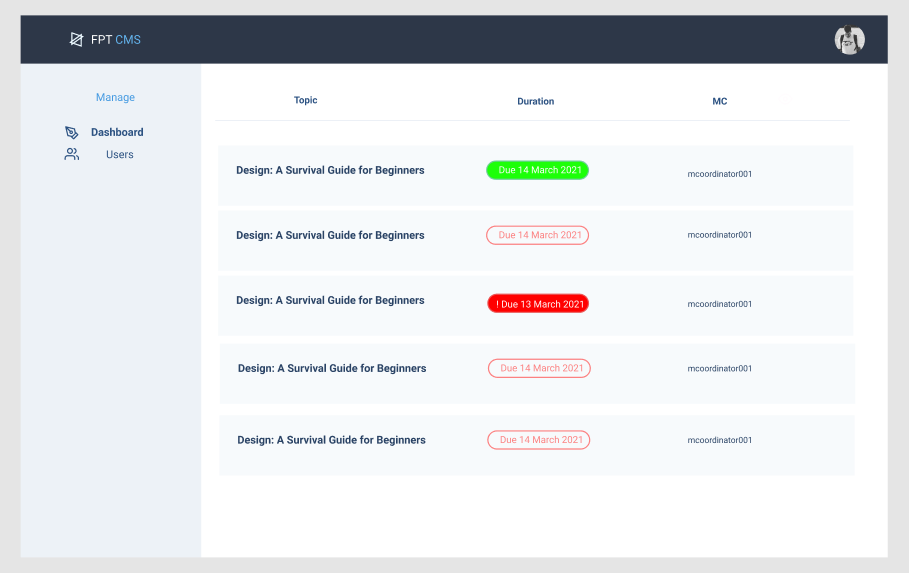 FPT CMS
Manage
Dashboard
Users
Topic Duration MC
Design: A Survival Guide for Beginners Due 14 March 2021 mcoordinator001
Design: A Survival Guide for Beginners Due 14 March 2021 mcoordinator001
Design: A Survival Guide for Beginners ! Due 13 March 2021 mcoordinator001
Design: A Survival Guide for Beginners Due 14 March 2021 mcoordinator001
Design: A Survival Guide for Beginners Due 14 March 2021 mcoordinator001